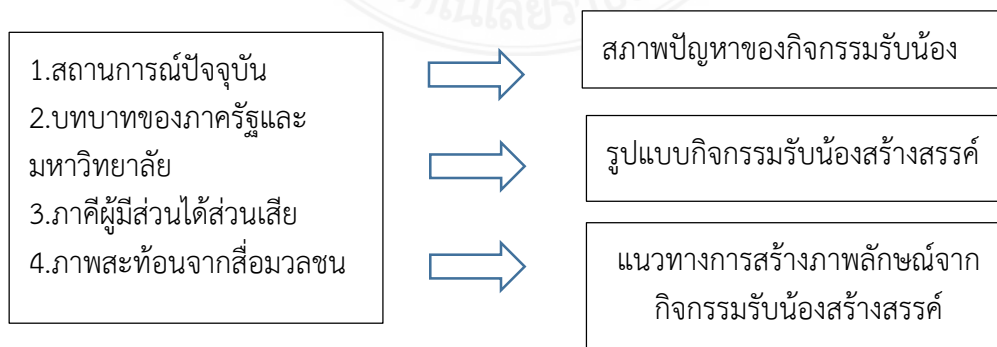 1.สถานการณ์ปัจจุบัน
2.บทบาทของภาครัฐและ
มหาวิทยาลัย
3.ภาคีผู้มีส่วนได้ส่วนเสีย
4.ภาพสะท้อนจากสื่อมวลชน
สภาพปัญหาของกิจกรรมรับน้อง
รูปแบบกิจกรรมรับน้องสร้างสรรค์
แนวทางการสร้างภาพลักษณ์จาก
กิจกรรมรับน้องสร้างสรรค์